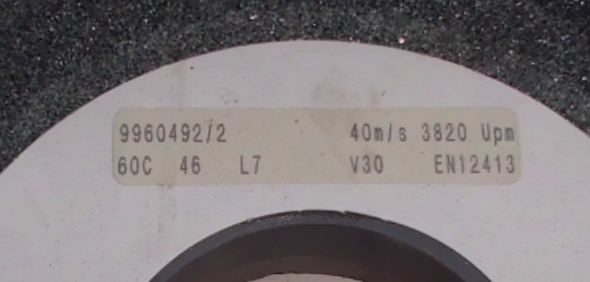 9960492/2 40m/s 3820 Upm
60C 46 L7 V30 EN12413